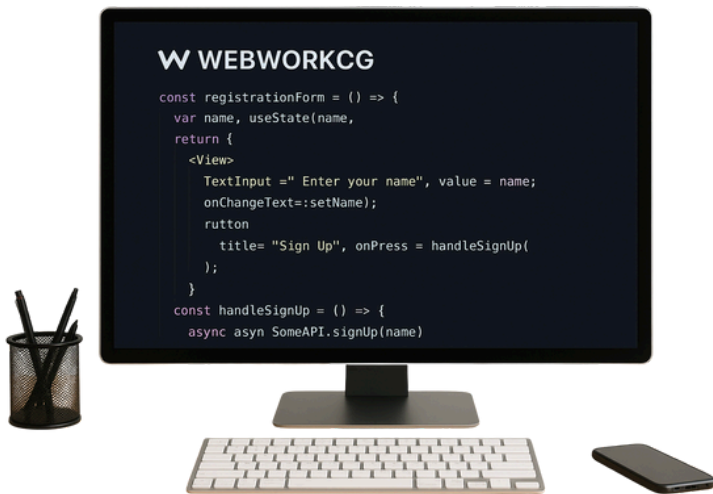 W WEBWORKCG
const registrationForm = () => {
var name, useState(name,
return {
<View>
TextInput =" Enter your name", value = name;
onChangeText=:setName);
rutton
title= "Sign Up", onPress = handleSignUp(
);
}
const handleSignUp = () => {
async asyn SomeAPI.signUp(name)